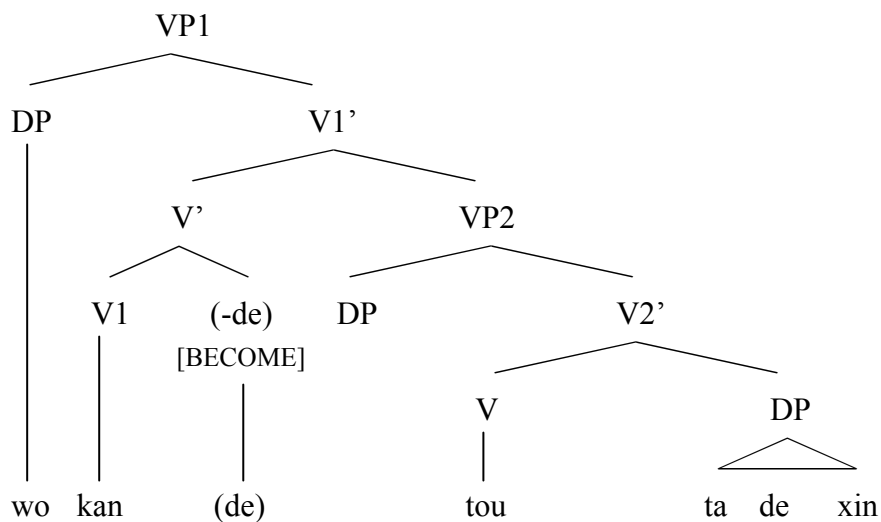 VP1
DP V1’
V’ VP2
V1 (-de) DP V2’
[BECOME]
V DP
wo kan (de) tou ta de xin